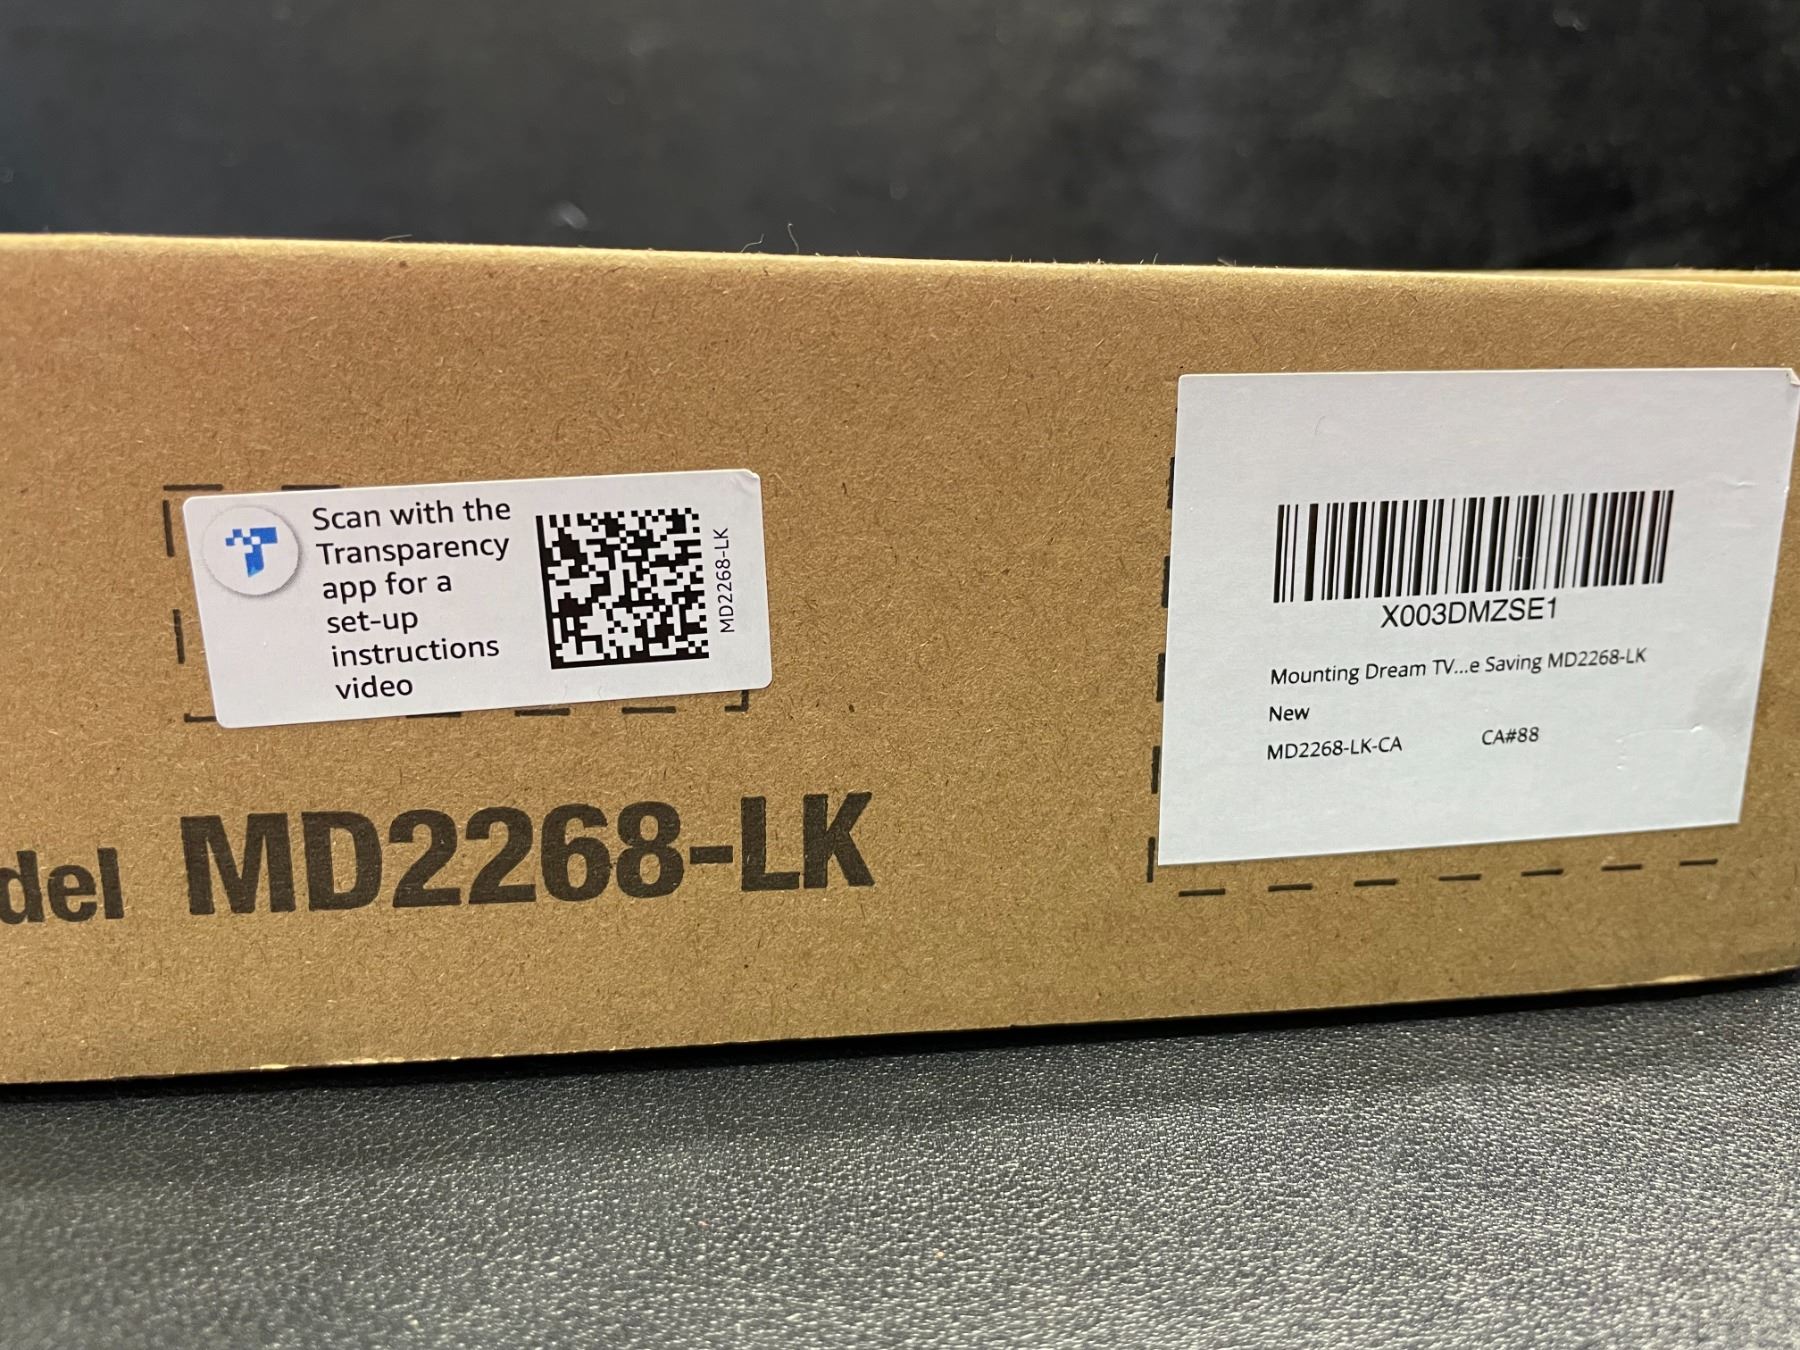 Scan with the
Transparency
app for a
set-up
instructions
video
MD2268-LK
del MD2268-LK
X003DMZSE1
Mounting Dream TV...e Saving MD2268-LK
New
MD2268-LK-CA CA#88